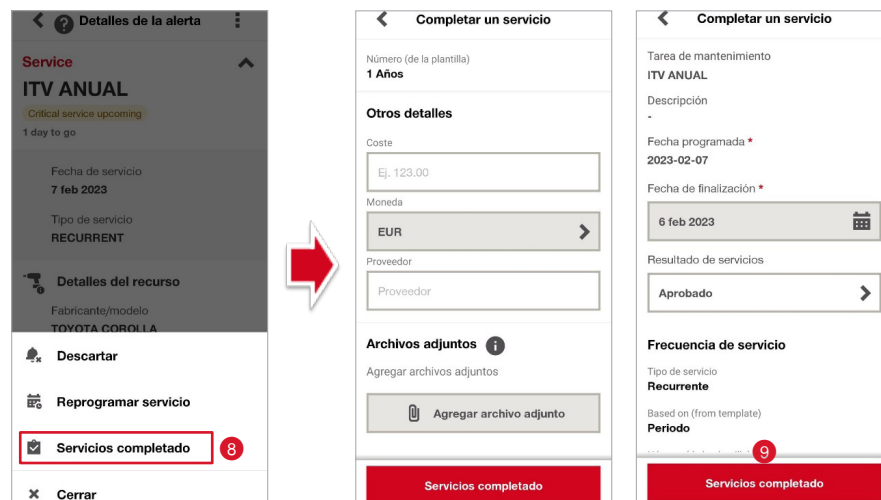 Detalles de la alerta
Service
ITV ANUAL
Critical service upcoming
1 day to go
Fecha de servicio
7 feb 2023
Tipo de servicio
RECURRENT
Detalles del recurso
Fabricante/modelo
TOYOTA COROLLA
Descartar
Reprogramar servicio
Servicios completado
8
Cerrar
Completar un servicio
Número (de la plantilla)
1 Años
Otros detalles
Coste
Ej. 123.00
Moneda
EUR
Proveedor
Proveedor
Archivos adjuntos
Agregar archivos adjuntos
Agregar archivo adjunto
Servicios completado
Completar un servicio
Tarea de mantenimiento
ITV ANUAL
Descripción
-
Fecha programada *
2023-02-07
Fecha de finalización *
6 feb 2023
Resultado de servicios
Aprobado
Frecuencia de servicio
Tipo de servicio
Recurrente
Based on (from template)
Periodo
9
Servicios completado